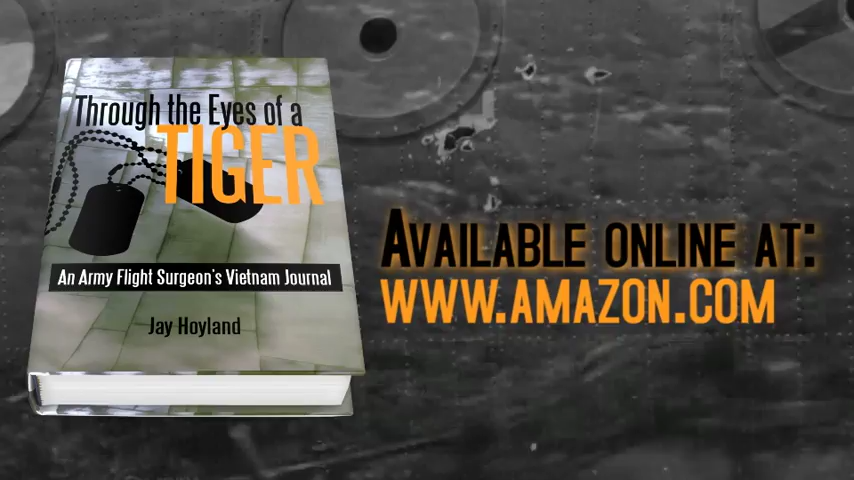 Through the Eyes of a
TIGER
An Army Flight Surgeon's Vietnam Journal
Jay Hoyland
AVAILABLE ONLINE AT:
WWW.AMAZON.COM